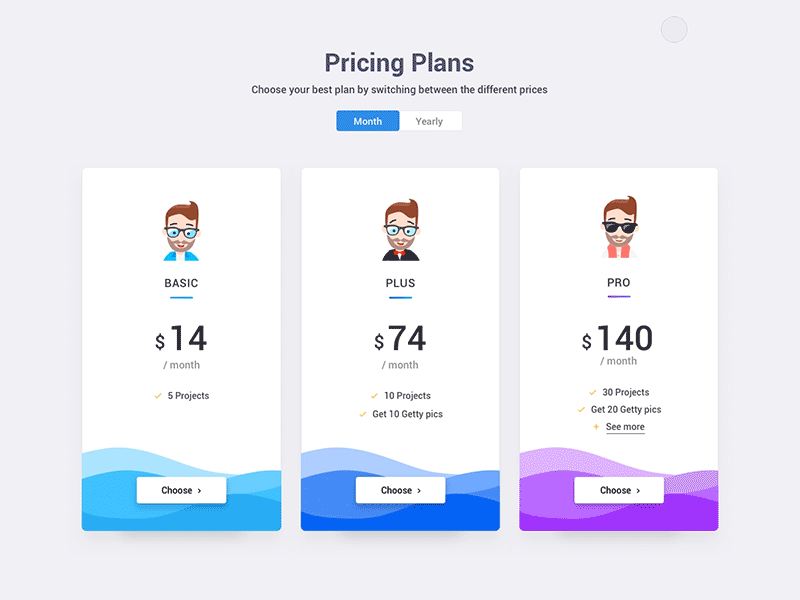 Pricing Plans
Choose your best plan by switching between the different prices
Month Yearly
BASIC
$14
/ month
5 Projects
Choose ›
PLUS
$74
/ month
10 Projects
Get 10 Getty pics
Choose ›
PRO
$140
/ month
30 Projects
Get 20 Getty pics
+ See more
Choose ›